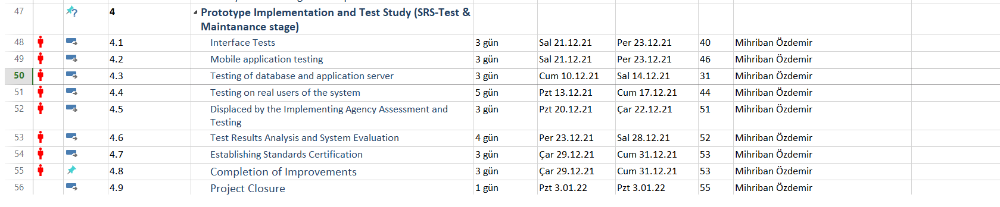 47 4 Prototype Implementation and Test Study (SRS-Test &
Maintanance stage)
48 4.1 Interface Tests 3 gün Sal 21.12.21 Per 23.12.21 40 Mihriban Özdemir
49 4.2 Mobile application testing 3 gün Sal 21.12.21 Per 23.12.21 46 Mihriban Özdemir
50 4.3 Testing of database and application server 3 gün Cum 10.12.21 Sal 14.12.21 31 Mihriban Özdemir
51 4.4 Testing on real users of the system 5 gün Pzt 13.12.21 Cum 17.12.21 44 Mihriban Özdemir
52 4.5 Displaced by the Implementing Agency Assessment and 3 gün Pzt 20.12.21 Çar 22.12.21 51 Mihriban Özdemir
Testing
53 4.6 Test Results Analysis and System Evaluation 4 gün Per 23.12.21 Sal 28.12.21 52 Mihriban Özdemir
54 4.7 Establishing Standards Certification 3 gün Çar 29.12.21 Cum 31.12.21 53 Mihriban Özdemir
55 4.8 Completion of Improvements 3 gün Çar 29.12.21 Cum 31.12.21 53 Mihriban Özdemir
56 4.9 Project Closure 1 gün Pzt 3.01.22 Pzt 3.01.22 55 Mihriban Özdemir